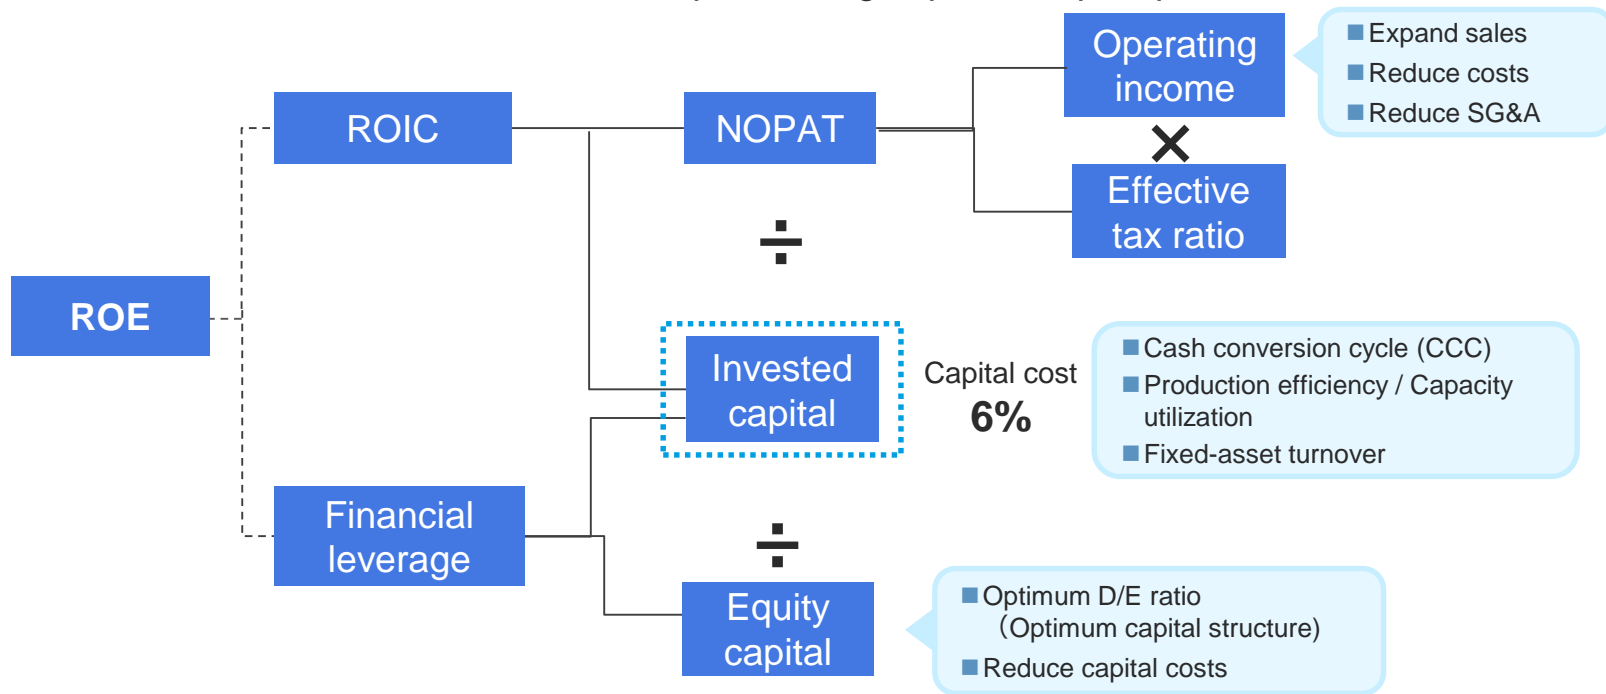 Operating
income
■ Expand sales
■ Reduce costs
■ Reduce SG&A
ROIC
NOPAT
×
Effective
tax ratio
÷
ROE
Invested
capital
Capital cost
6%
■ Cash conversion cycle (CCC)
■ Production efficiency / Capacity
utilization
■ Fixed-asset turnover
Financial
leverage
÷
Equity
capital
■ Optimum D/E ratio
（Optimum capital structure)
■ Reduce capital costs